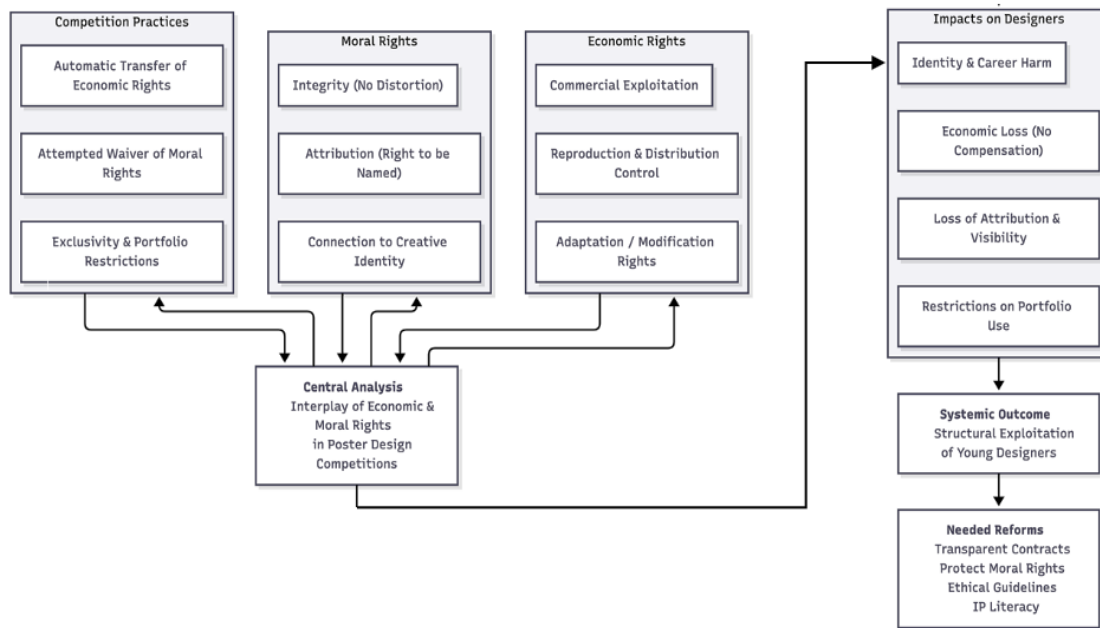 Competition Practices
Automatic Transfer of
Economic Rights
Attempted Waiver of Moral
Rights
Exclusivity & Portfolio
Restrictions
Moral Rights
Integrity (No Distortion)
Attribution (Right to be
Named)
Connection to Creative
Identity
Economic Rights
Commercial Exploitation
Reproduction & Distribution
Control
Adaptation / Modification
Rights
Central Analysis
Interplay of Economic &
Moral Rights
in Poster Design
Competitions
Impacts on Designers
Identity & Career Harm
Economic Loss (No
Compensation)
Loss of Attribution &
Visibility
Restrictions on Portfolio
Use
Systemic Outcome
Structural Exploitation
of Young Designers
Needed Reforms
Transparent Contracts
Protect Moral Rights
Ethical Guidelines
IP Literacy